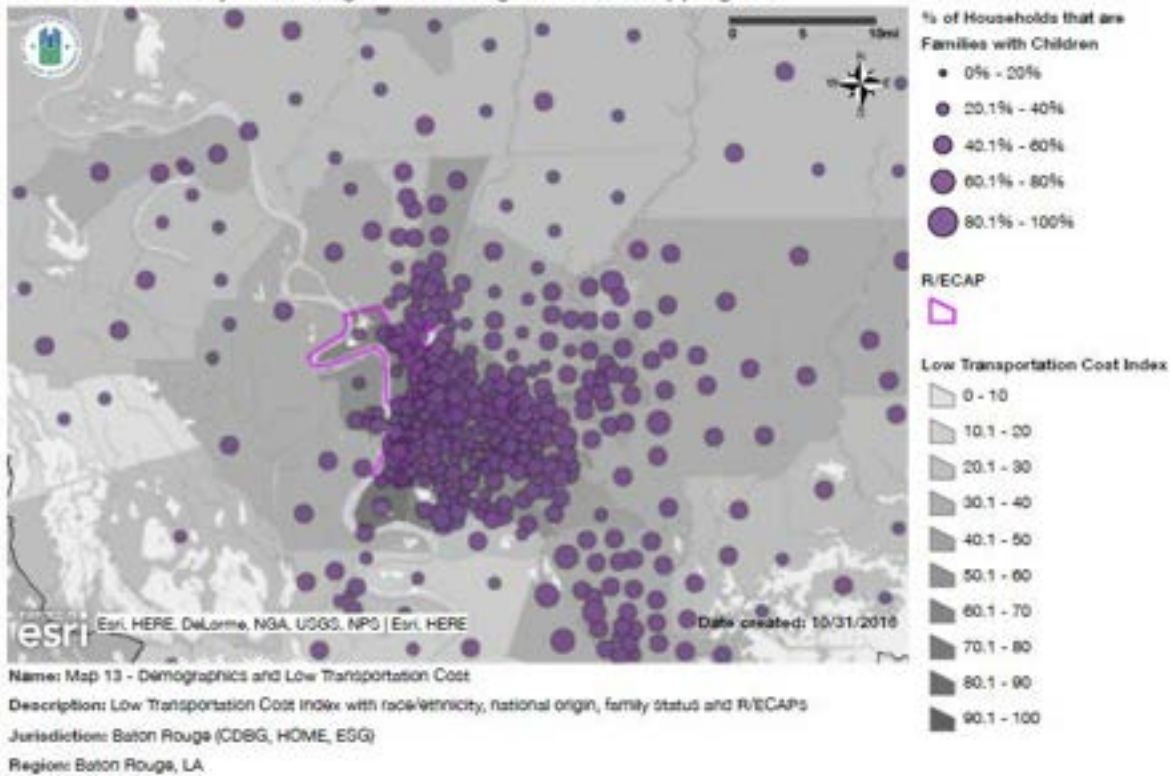 0 5 10mi
N
% of Households that are
Families with Children
0% - 20%
20.1% - 40%
40.1% - 60%
60.1% - 80%
80.1% - 100%
R/ECAP
Low Transportation Cost Index
0 - 10
10.1 - 20
20.1 - 30
30.1 - 40
40.1 - 50
50.1 - 60
60.1 - 70
70.1 - 80
80.1 - 90
90.1 - 100
esri
Esri, HERE, DeLorme, NGA, USGS, NPS | Esri, HERE
Date created: 10/31/2016
Name: Map 13 - Demographics and Low Transportation Cost
Description: Low Transportation Cost Index with race/ethnicity, national origin, family status and R/ECAPs
Jurisdiction: Baton Rouge (CDBG, HOME, ESG)
Region: Baton Rouge, LA